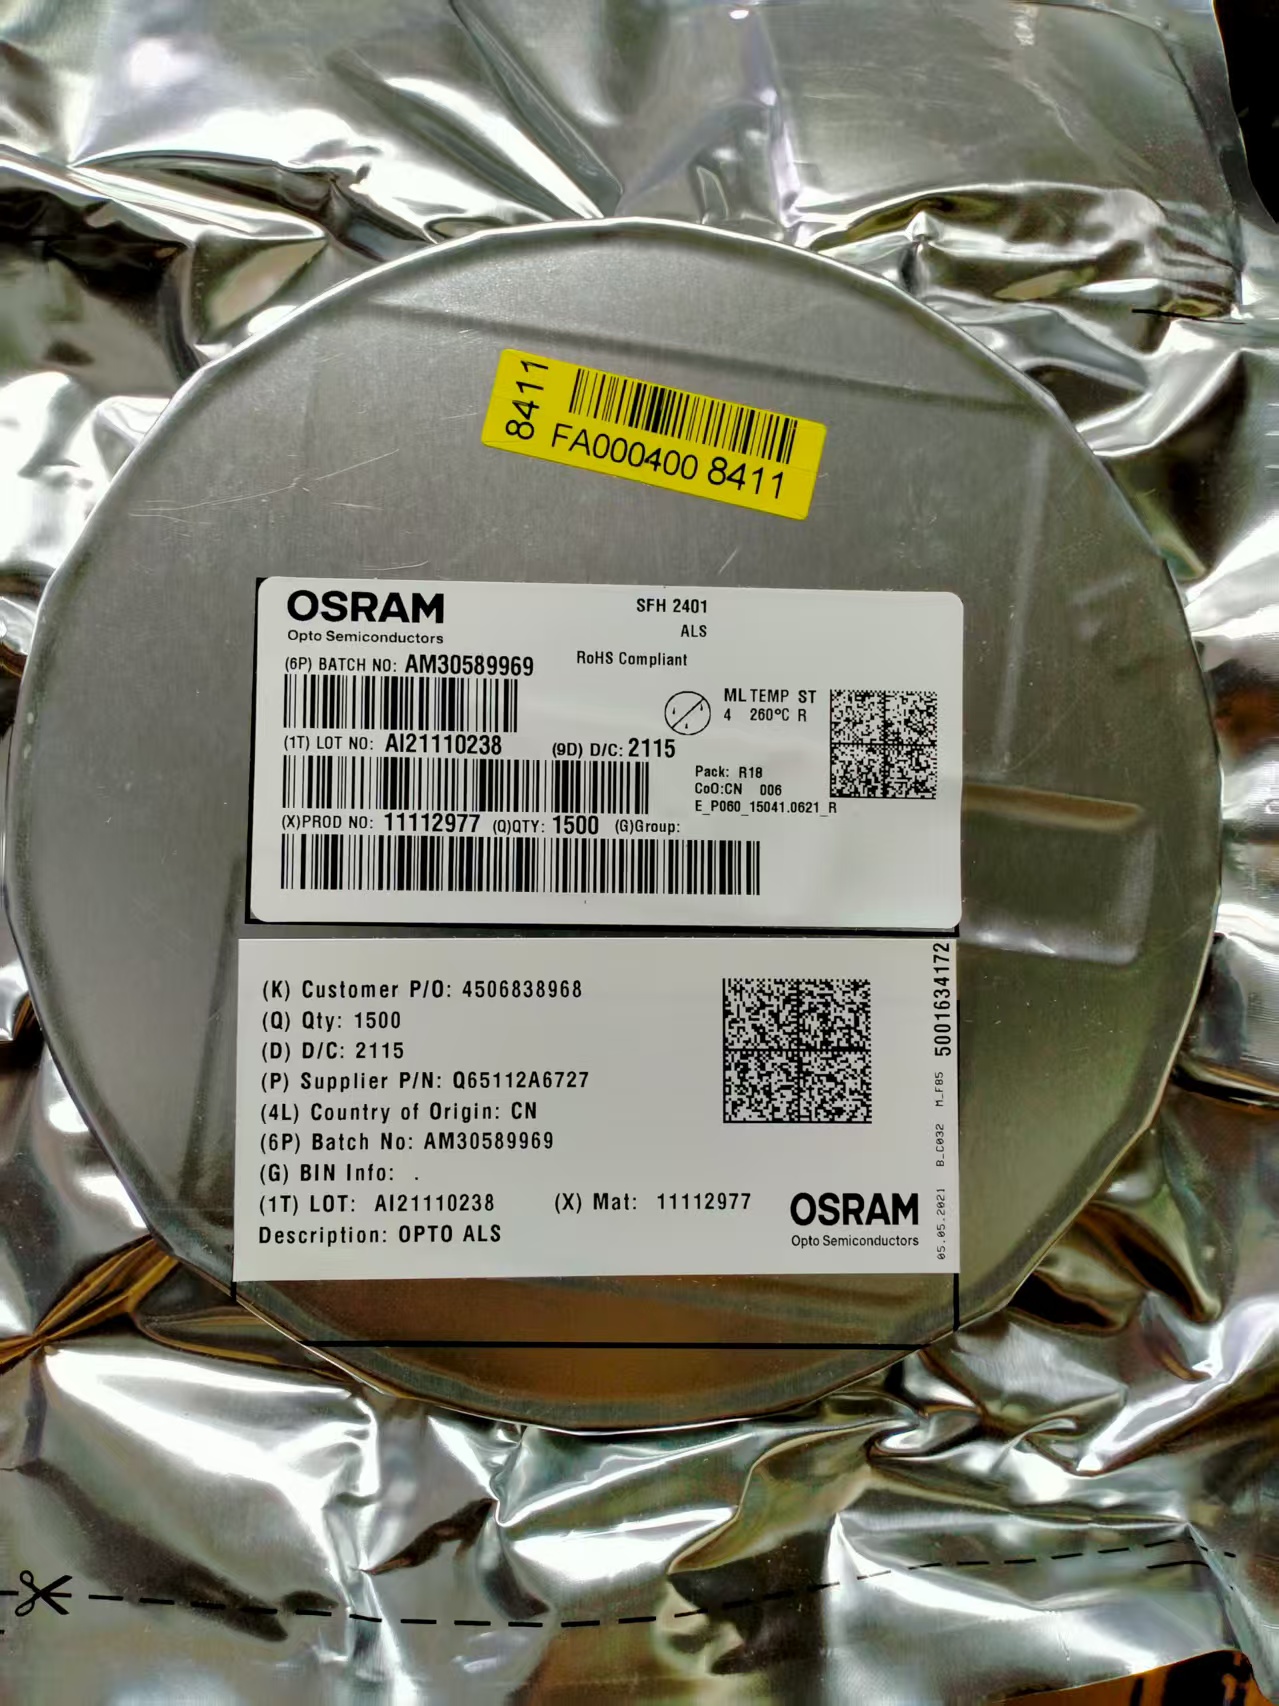 8411
FA000400 8411
OSRAM
Opto Semiconductors
SFH 2401
ALS
RoHS Compliant
(6P) BATCH NO: AM30589969
ML TEMP ST
4 260°C R
(1T) LOT NO: AI21110238 (9D) D/C: 2115
Pack: R18
CoO:CN 006
E_P060_15041.0621_R
(X)PROD NO: 11112977 (Q)QTY: 1500 (G)Group:
(K) Customer P/O: 4506838968
(Q) Qty: 1500
(D) D/C: 2115
(P) Supplier P/N: Q65112A6727
(4L) Country of Origin: CN
(6P) Batch No: AM30589969
(G) BIN Info: .
(1T) LOT: AI21110238 (X) Mat: 11112977
Description: OPTO ALS
OSRAM
Opto Semiconductors
05.05.2021 B_C032 M_F85 5001634172